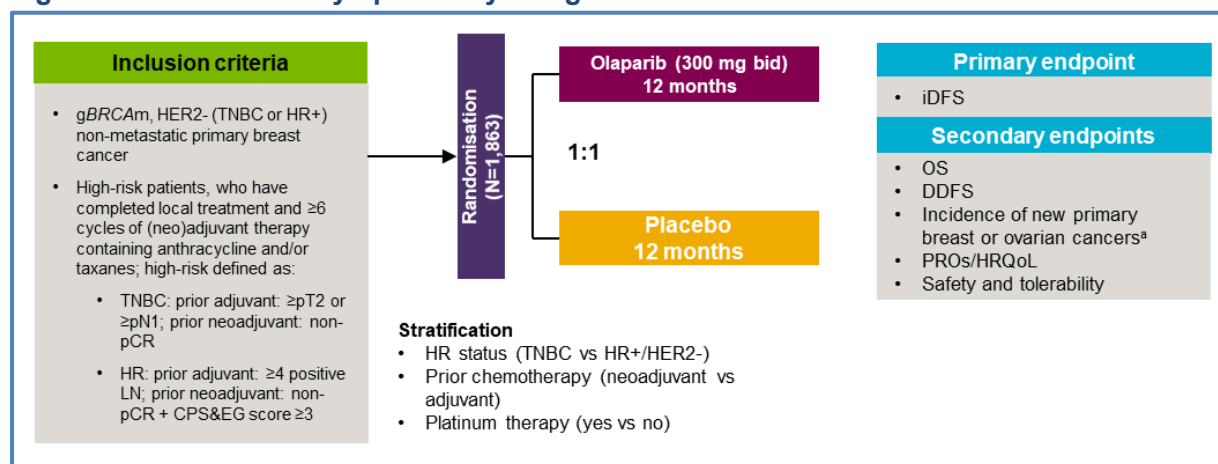 Inclusion criteria
• gBRCAm, HER2- (TNBC or HR+)
non-metastatic primary breast
cancer
• High-risk patients, who have
completed local treatment and ≥6
cycles of (neo)adjuvant therapy
containing anthracycline and/or
taxanes; high-risk defined as:
• TNBC: prior adjuvant: ≥pT2 or
≥pN1; prior neoadjuvant: non-
pCR
• HR: prior adjuvant: ≥4 positive
LN; prior neoadjuvant: non-
pCR + CPS&EG score ≥3
Randomisation
(N=1,863)
Olaparib (300 mg bid)
12 months
1:1
Placebo
12 months
Stratification
• HR status (TNBC vs HR+/HER2-)
• Prior chemotherapy (neoadjuvant vs
adjuvant)
• Platinum therapy (yes vs no)
Primary endpoint
• iDFS
Secondary endpoints
• OS
• DDFS
• Incidence of new primary
breast or ovarian cancersᵃ
• PROs/HRQoL
• Safety and tolerability